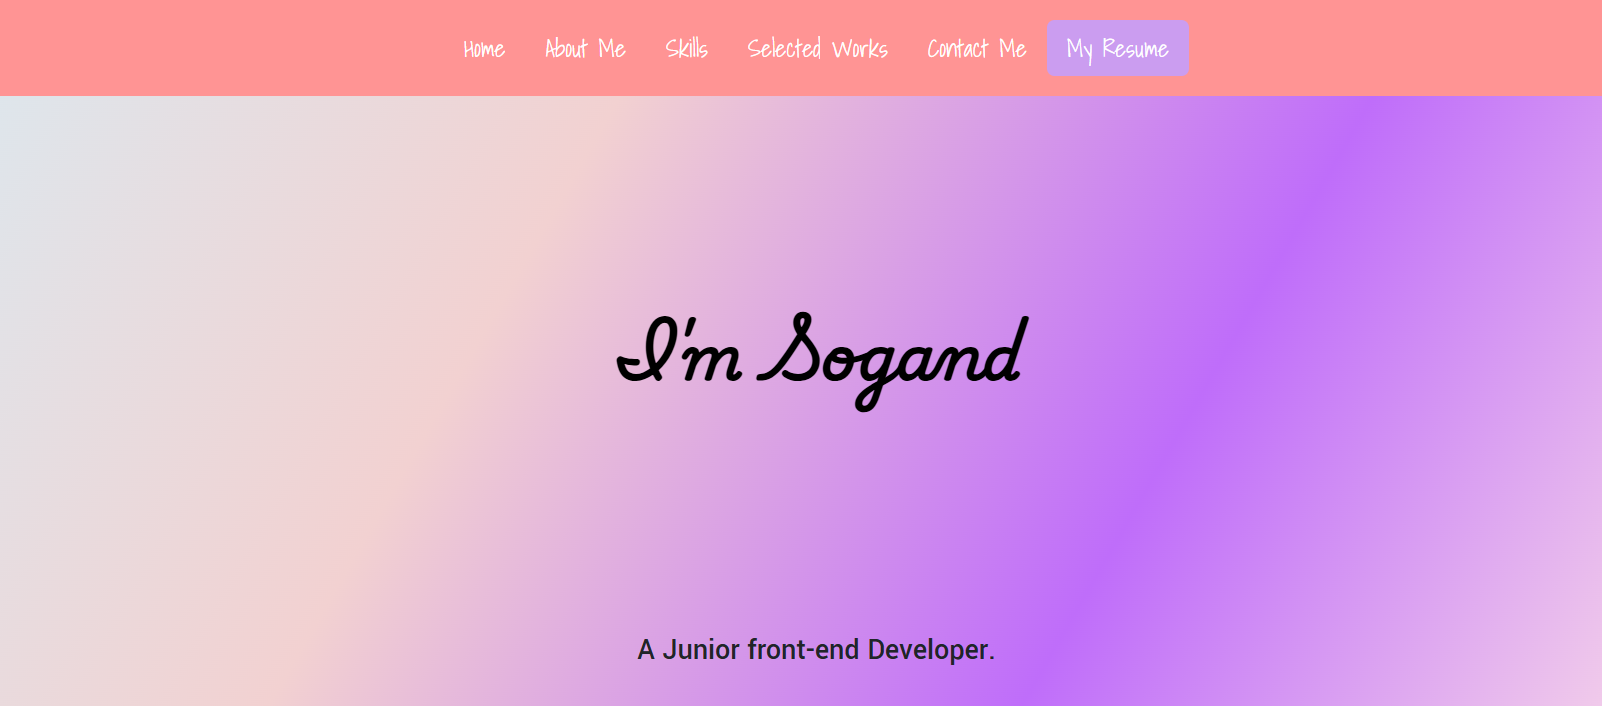 Home About Me Skills Selected Works Contact Me My Resume
I'm Sogand
A Junior front-end Developer.